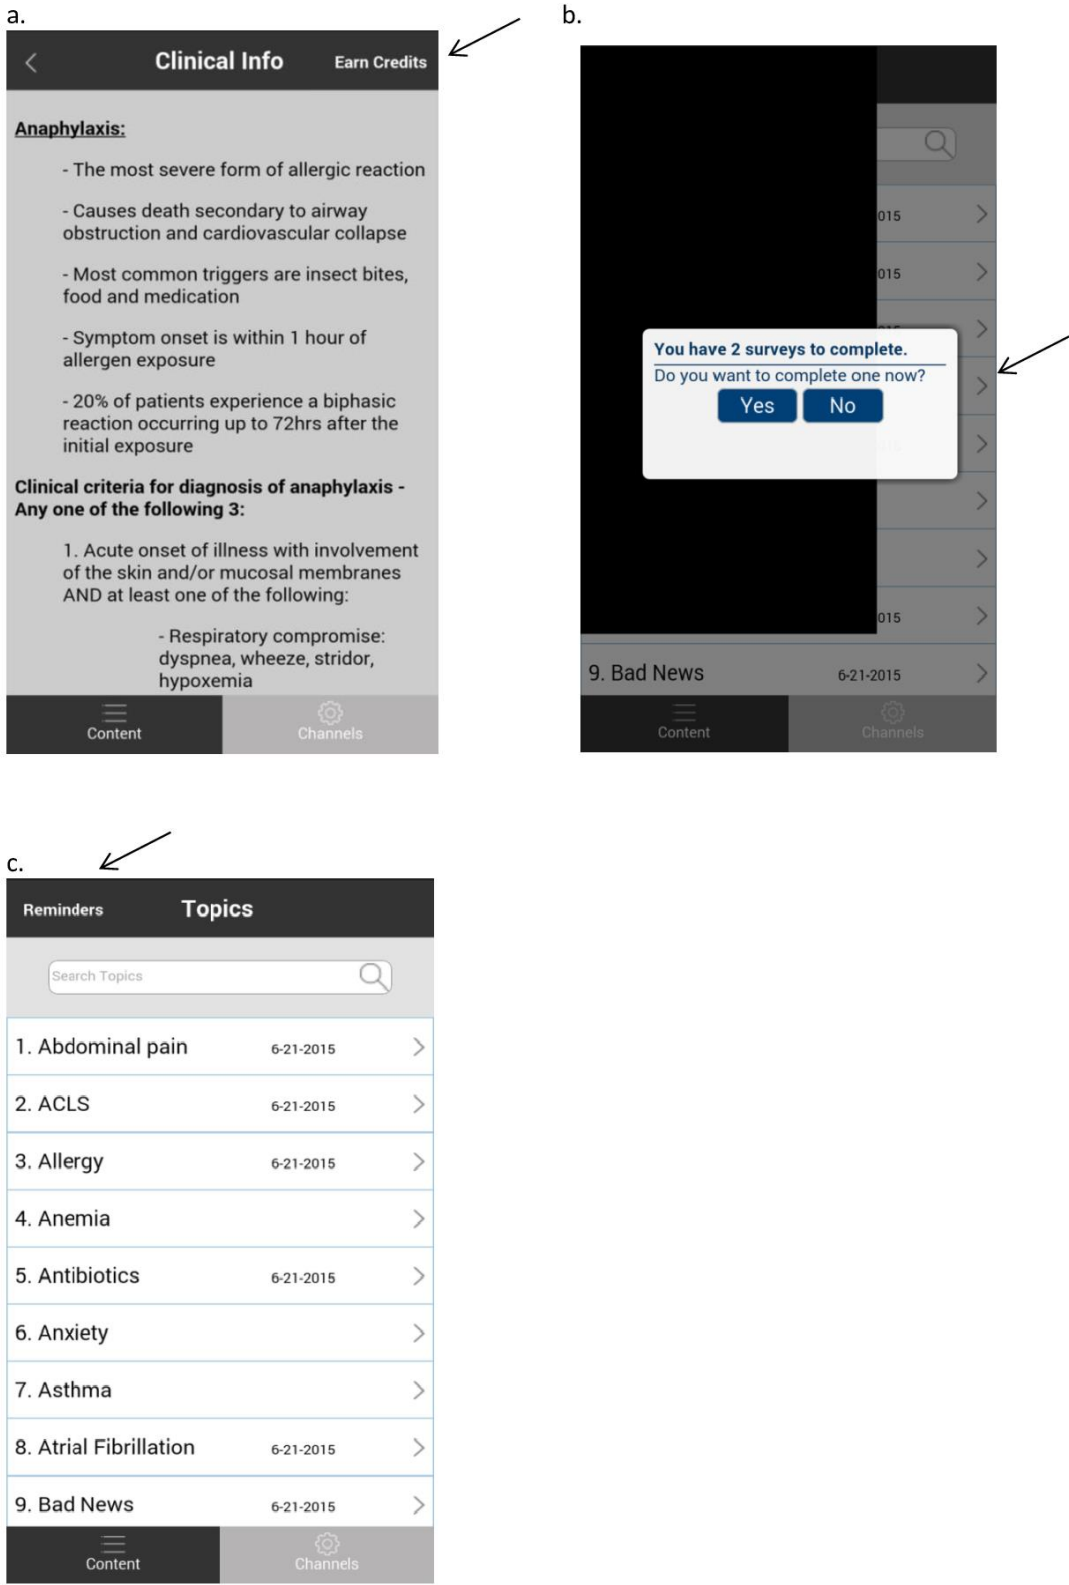 a.
Clinical Info
Earn Credits
Anaphylaxis:
- The most severe form of allergic reaction
- Causes death secondary to airway
obstruction and cardiovascular collapse
- Most common triggers are insect bites,
food and medication
- Symptom onset is within 1 hour of
allergen exposure
- 20% of patients experience a biphasic
reaction occurring up to 72hrs after the
initial exposure
Clinical criteria for diagnosis of anaphylaxis -
Any one of the following 3:
1. Acute onset of illness with involvement
of the skin and/or mucosal membranes
AND at least one of the following:
- Respiratory compromise:
dyspnea, wheeze, stridor,
hypoxemia
Content
Channels
b.
015
015
You have 2 surveys to complete.
Do you want to complete one now?
Yes No
015
9. Bad News 6-21-2015
Content
Channels
c.
Reminders
Topics
Search Topics
1. Abdominal pain 6-21-2015
2. ACLS 6-21-2015
3. Allergy 6-21-2015
4. Anemia
5. Antibiotics 6-21-2015
6. Anxiety
7. Asthma
8. Atrial Fibrillation 6-21-2015
9. Bad News 6-21-2015
Content
Channels